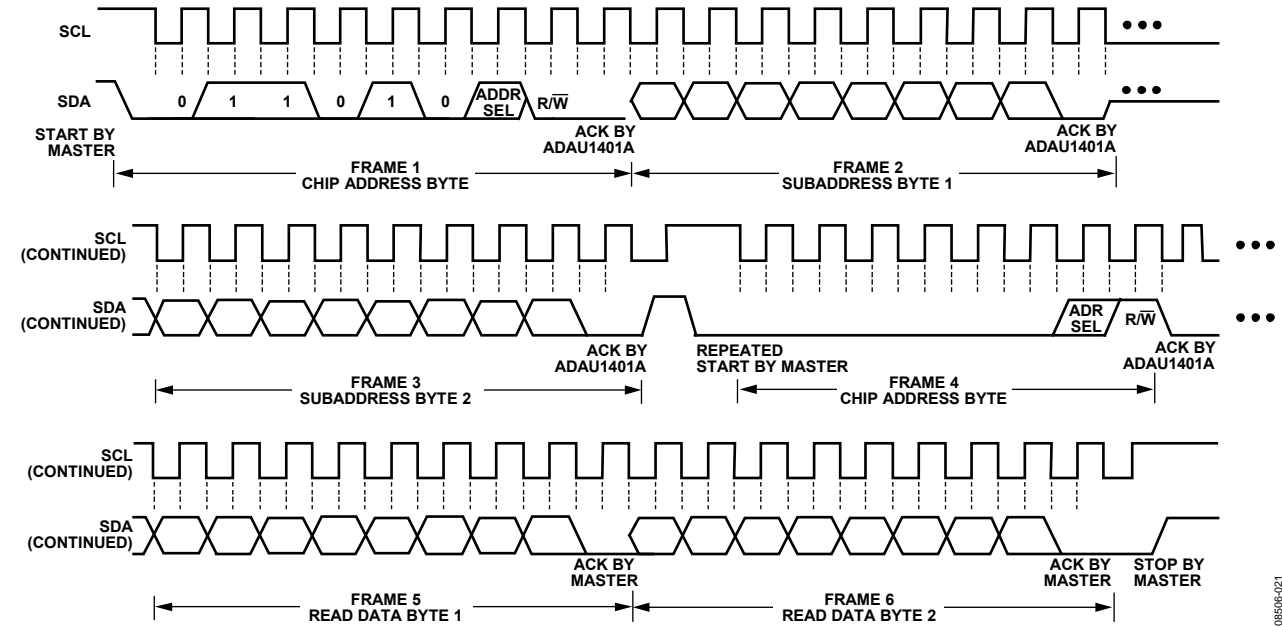 SCL
SDA
0 1 1 0 1 0 ADDR SEL R/W
START BY MASTER
ACK BY ADAU1401A
ACK BY ADAU1401A
FRAME 1
CHIP ADDRESS BYTE
FRAME 2
SUBADDRESS BYTE 1
SCL
(CONTINUED)
SDA
(CONTINUED)
ADR SEL R/W
ACK BY
ADAU1401A
REPEATED
START BY MASTER
ACK BY
ADAU1401A
FRAME 3
SUBADDRESS BYTE 2
FRAME 4
CHIP ADDRESS BYTE
SCL
(CONTINUED)
SDA
(CONTINUED)
ACK BY
MASTER
ACK BY
MASTER
STOP BY
MASTER
FRAME 5
READ DATA BYTE 1
FRAME 6
READ DATA BYTE 2
08506-021